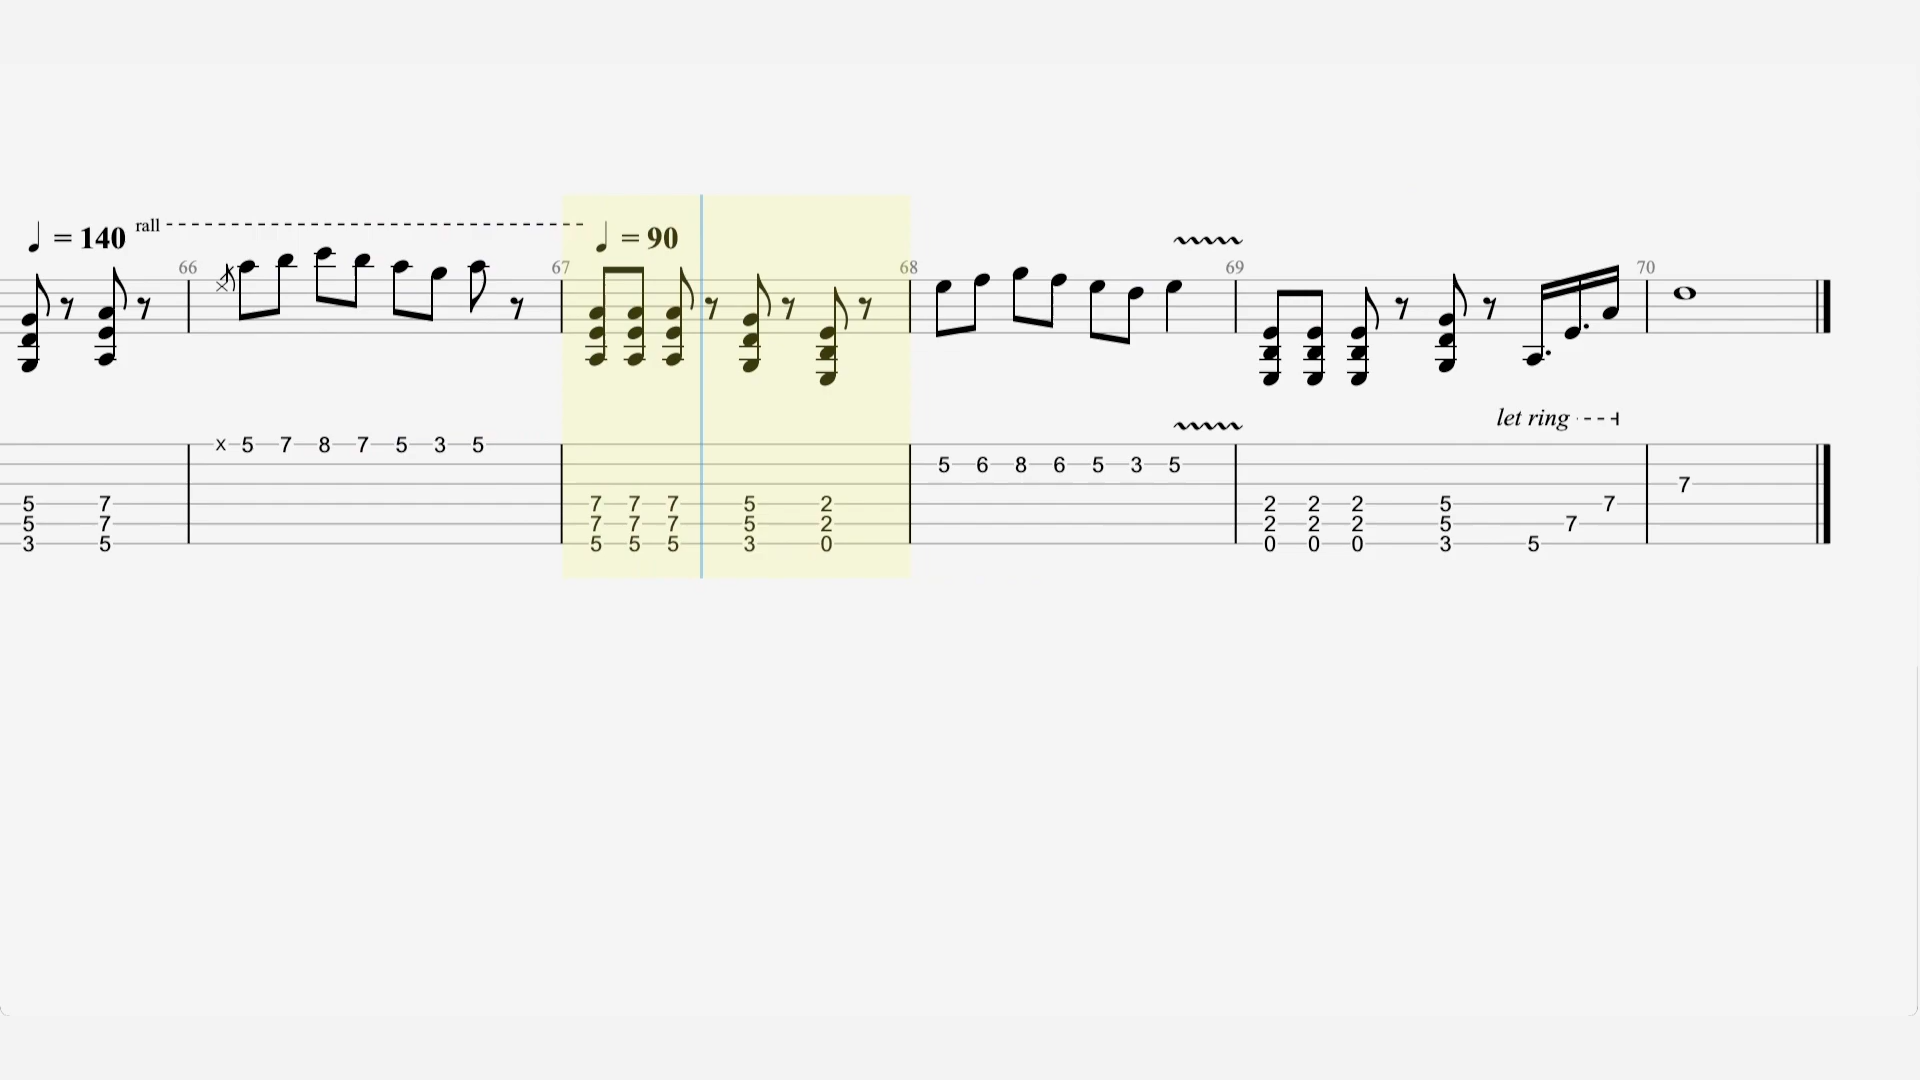 = 140 rall = 90
66 67 68 69 70
let ring
x 5 7 8 7 5 3 5
5 6 8 6 5 3 5
7
5 7 7 7 7 5 2 2 2 2 5 7
5 7 7 7 7 5 2 2 2 2 5 7
3 5 5 5 5 3 0 0 0 0 3 5